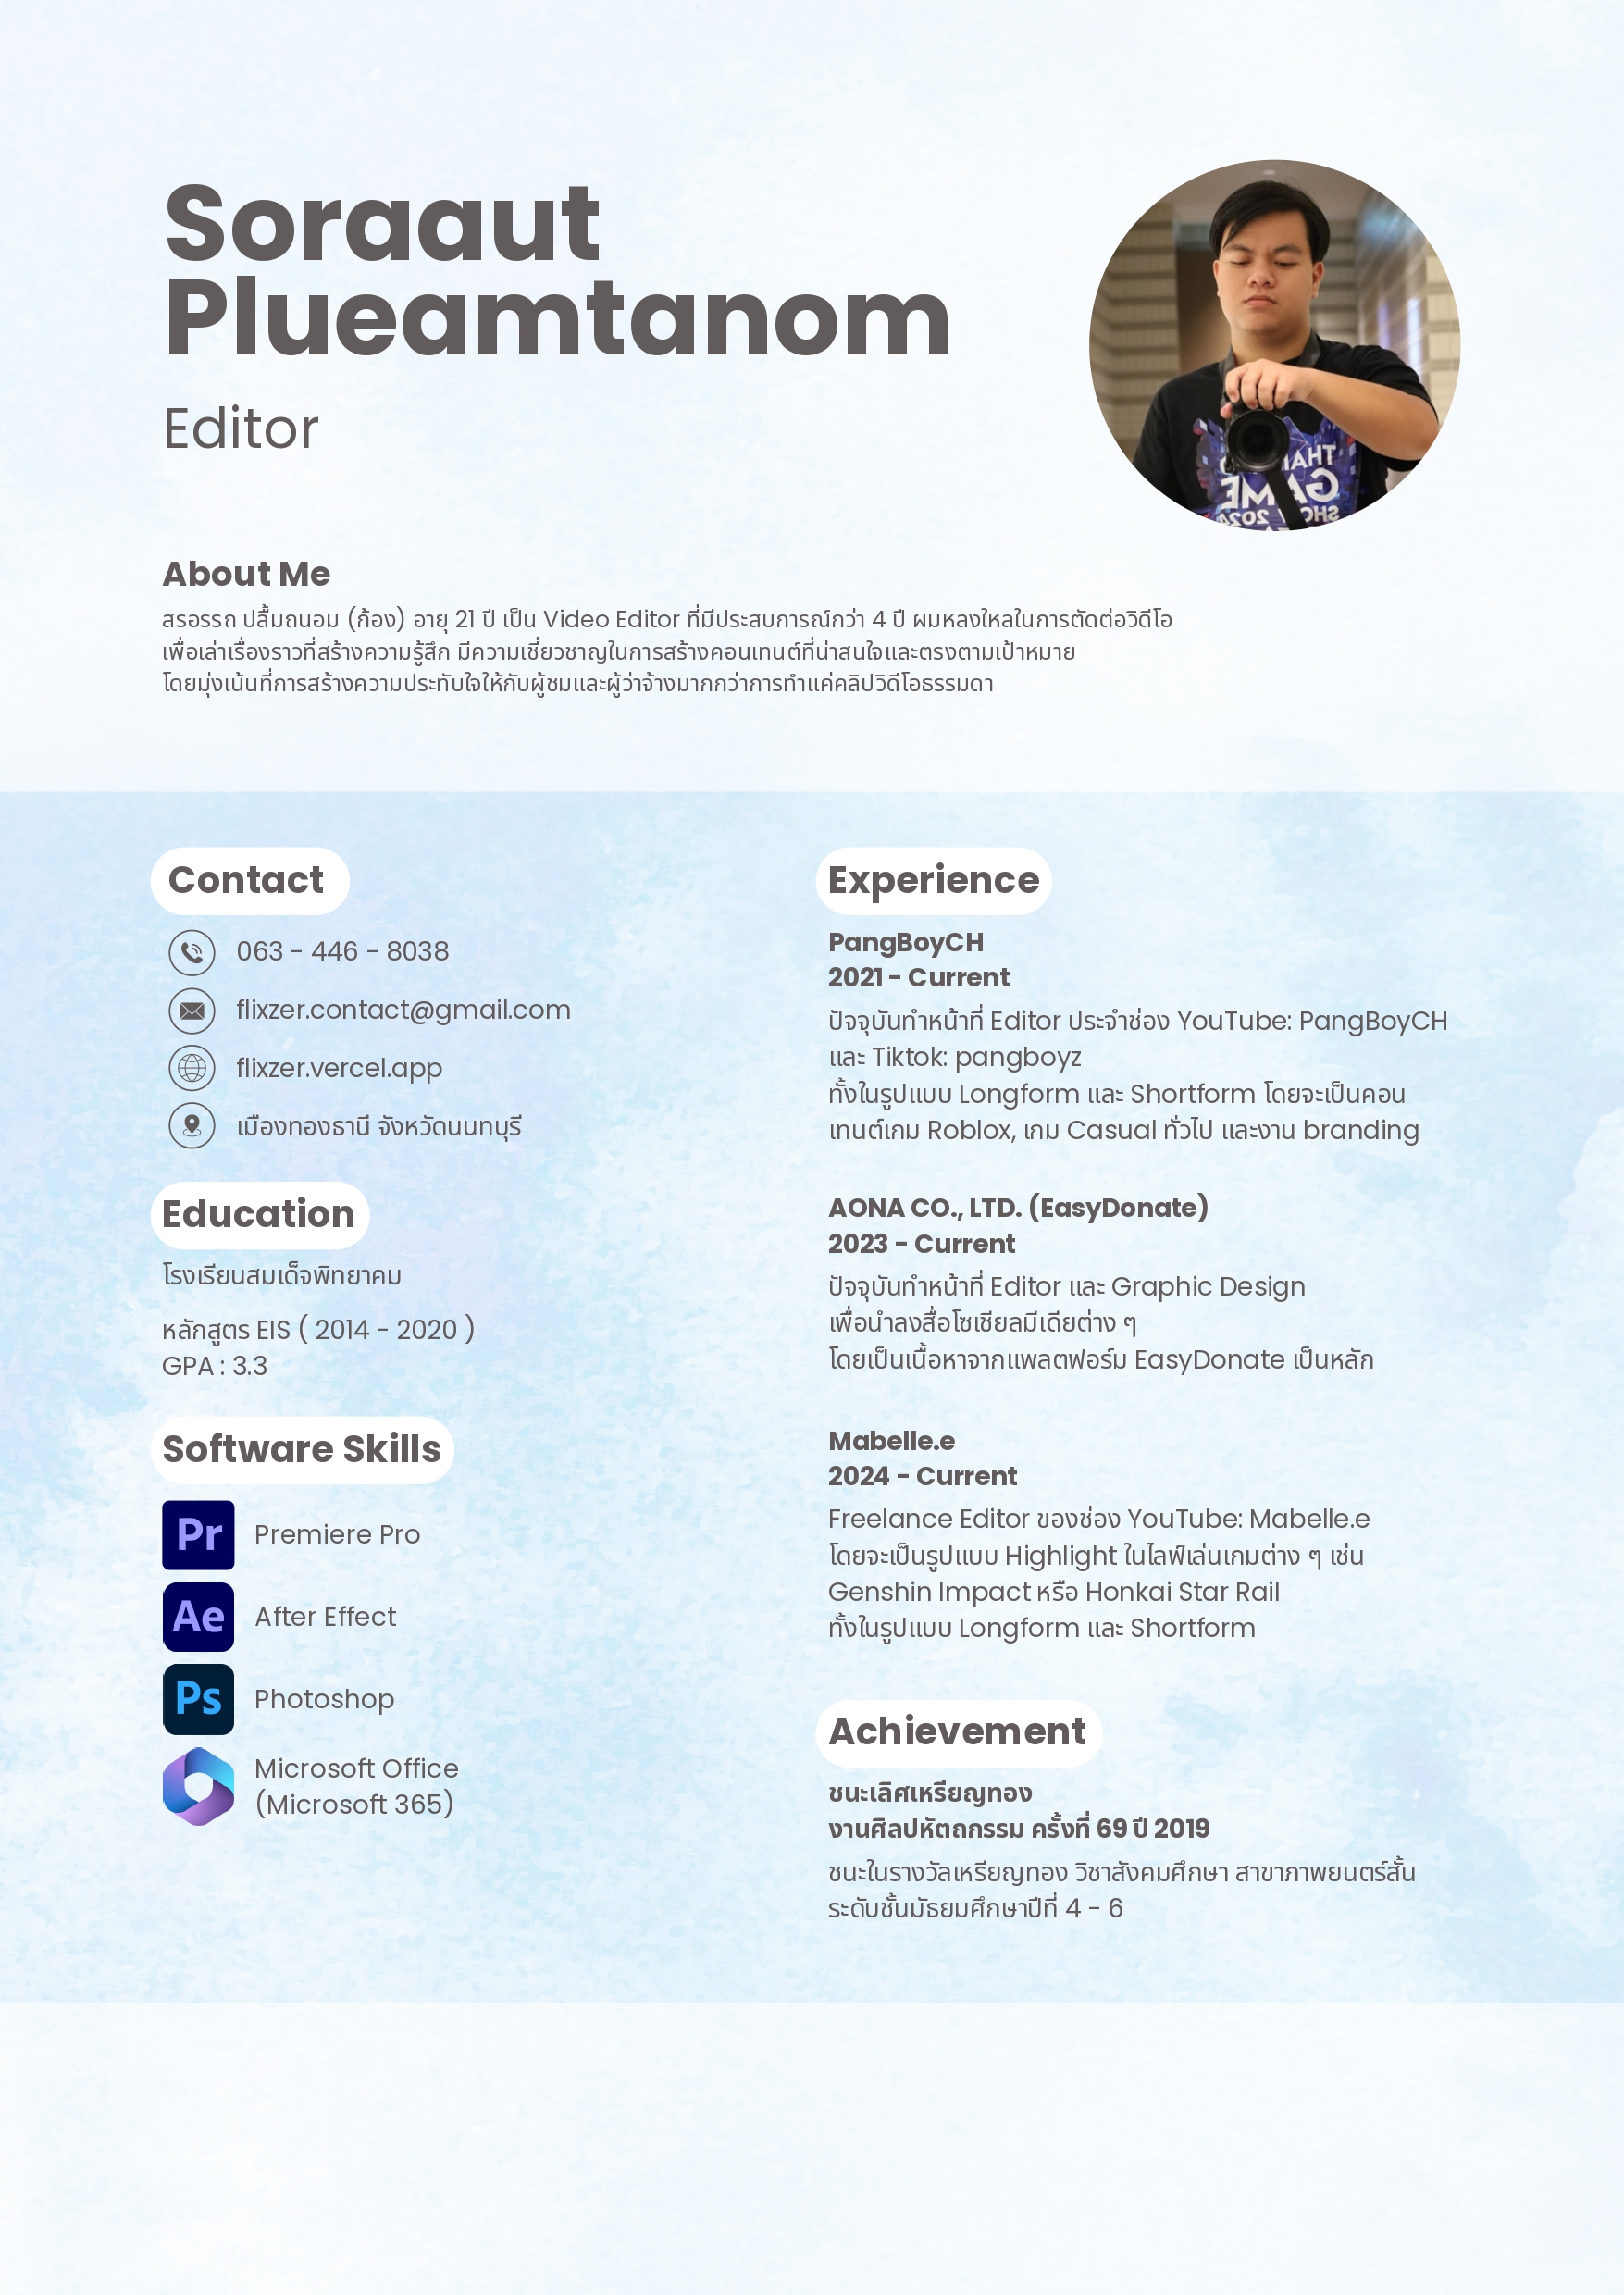 Soraaut
Plueamtanom
Editor
THAI
GAME
SHOW 2024
About Me
สรอรรถ ปลื้มถนอม (ก้อง) อายุ 21 ปี เป็น Video Editor ที่มีประสบการณ์กว่า 4 ปี ผมหลงใหลในการตัดต่อวิดีโอ
เพื่อเล่าเรื่องราวที่สร้างความรู้สึก มีความเชี่ยวชาญในการสร้างคอนเทนต์ที่น่าสนใจและตรงตามเป้าหมาย
โดยมุ่งเน้นที่การสร้างความประทับใจให้กับผู้ชมและผู้ว่าจ้างมากกว่าการทำแค่คลิปวิดีโอธรรมดา
Contact
063 - 446 - 8038
flixzer.contact@gmail.com
flixzer.vercel.app
เมืองทองธานี จังหวัดนนทบุรี
Education
โรงเรียนสมเด็จพิทยาคม
หลักสูตร EIS ( 2014 - 2020 )
GPA : 3.3
Software Skills
Pr Premiere Pro
Ae After Effect
Ps Photoshop
Microsoft Office
(Microsoft 365)
Experience
PangBoyCH
2021 - Current
ปัจจุบันทำหน้าที่ Editor ประจำช่อง YouTube: PangBoyCH
และ Tiktok: pangboyz
ทั้งในรูปแบบ Longform และ Shortform โดยจะเป็นคอน
เทนต์เกม Roblox, เกม Casual ทั่วไป และงาน branding
AONA CO., LTD. (EasyDonate)
2023 - Current
ปัจจุบันทำหน้าที่ Editor และ Graphic Design
เพื่อนำลงสื่อโซเชียลมีเดียต่าง ๆ
โดยเป็นเนื้อหาจากแพลตฟอร์ม EasyDonate เป็นหลัก
Mabelle.e
2024 - Current
Freelance Editor ของช่อง YouTube: Mabelle.e
โดยจะเป็นรูปแบบ Highlight ในไลฟ์เล่นเกมต่าง ๆ เช่น
Genshin Impact หรือ Honkai Star Rail
ทั้งในรูปแบบ Longform และ Shortform
Achievement
ชนะเลิศเหรียญทอง
งานศิลปหัตถกรรม ครั้งที่ 69 ปี 2019
ชนะในรางวัลเหรียญทอง วิชาสังคมศึกษา สาขาภาพยนตร์สั้น
ระดับชั้นมัธยมศึกษาปีที่ 4 - 6